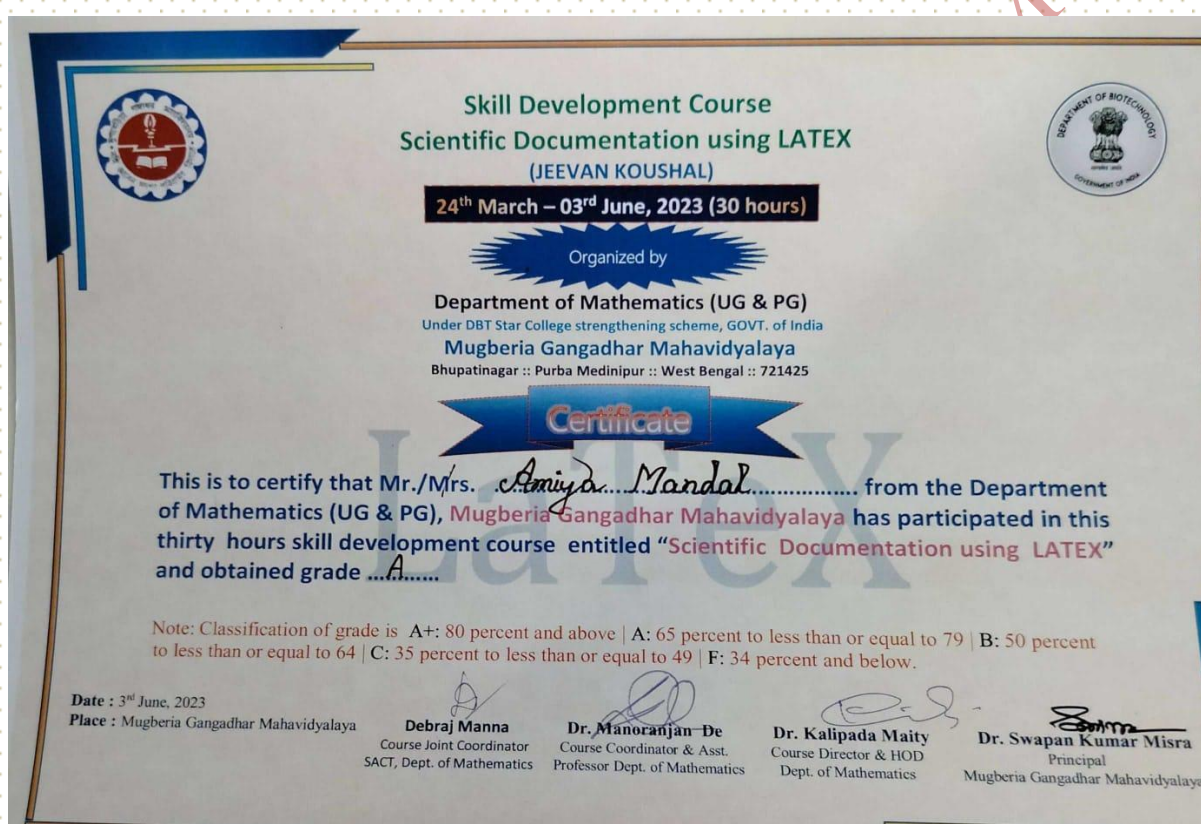 Skill Development Course
Scientific Documentation using LATEX
(JEEVAN KOUSHAL)
24th March – 03rd June, 2023 (30 hours)
Organized by
Department of Mathematics (UG & PG)
Under DBT Star College strengthening scheme, GOVT. of India
Mugberia Gangadhar Mahavidyalaya
Bhupatinagar :: Purba Medinipur :: West Bengal :: 721425
DEPARTMENT OF BIOTECHNOLOGY
GOVERNMENT OF INDIA
Certificate
LaTeX
This is to certify that Mr./Mrs. Amiya Mandal ................. from the Department
of Mathematics (UG & PG), Mugberia Gangadhar Mahavidyalaya has participated in this
thirty hours skill development course entitled “Scientific Documentation using LATEX”
and obtained grade .....A......
Note: Classification of grade is A+: 80 percent and above | A: 65 percent to less than or equal to 79 | B: 50 percent
to less than or equal to 64 | C: 35 percent to less than or equal to 49 | F: 34 percent and below.
Date : 3rd June, 2023
Place : Mugberia Gangadhar Mahavidyalaya
Debraj Manna
Course Joint Coordinator
SACT, Dept. of Mathematics
Dr. Manoranjan De
Course Coordinator & Asst.
Professor Dept. of Mathematics
Dr. Kalipada Maity
Course Director & HOD
Dept. of Mathematics
Dr. Swapan Kumar Misra
Principal
Mugberia Gangadhar Mahavidyalaya